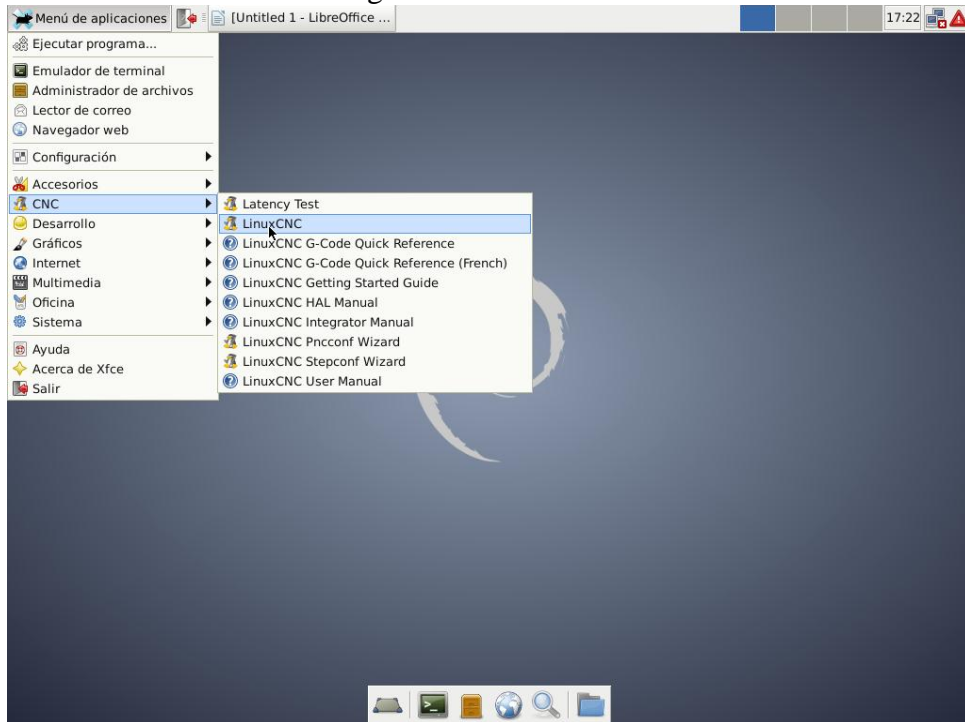 Menú de aplicaciones
[Untitled 1 - LibreOffice ...
17:22
Ejecutar programa...
Emulador de terminal
Administrador de archivos
Lector de correo
Navegador web
Configuración
Accesorios
CNC
Desarrollo
Gráficos
Internet
Multimedia
Oficina
Sistema
Ayuda
Acerca de Xfce
Salir
Latency Test
LinuxCNC
LinuxCNC G-Code Quick Reference
LinuxCNC G-Code Quick Reference (French)
LinuxCNC Getting Started Guide
LinuxCNC HAL Manual
LinuxCNC Integrator Manual
LinuxCNC Pncconf Wizard
LinuxCNC Stepconf Wizard
LinuxCNC User Manual